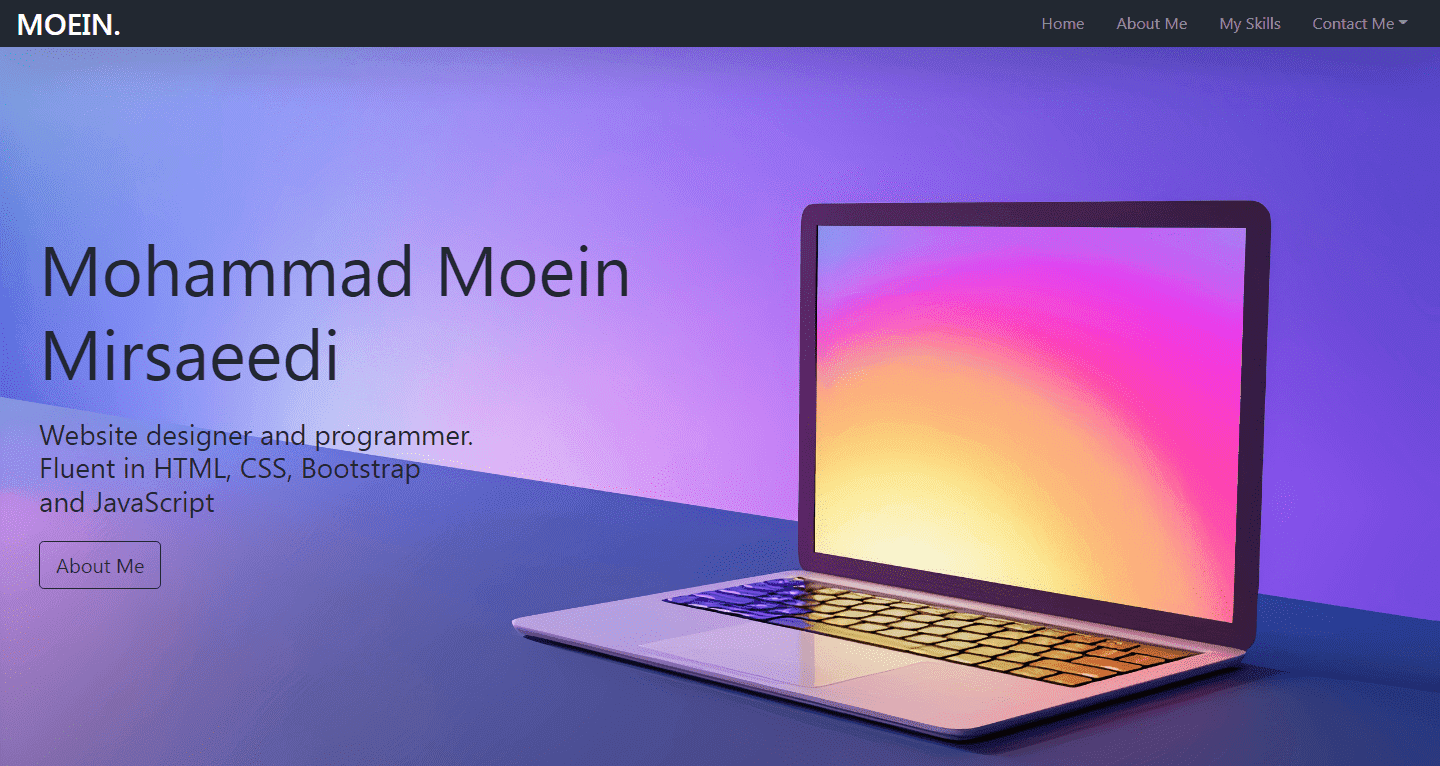 MOEIN.
Home
About Me
My Skills
Contact Me
Mohammad Moein
Mirsaeedi
Website designer and programmer.
Fluent in HTML, CSS, Bootstrap
and JavaScript
About Me